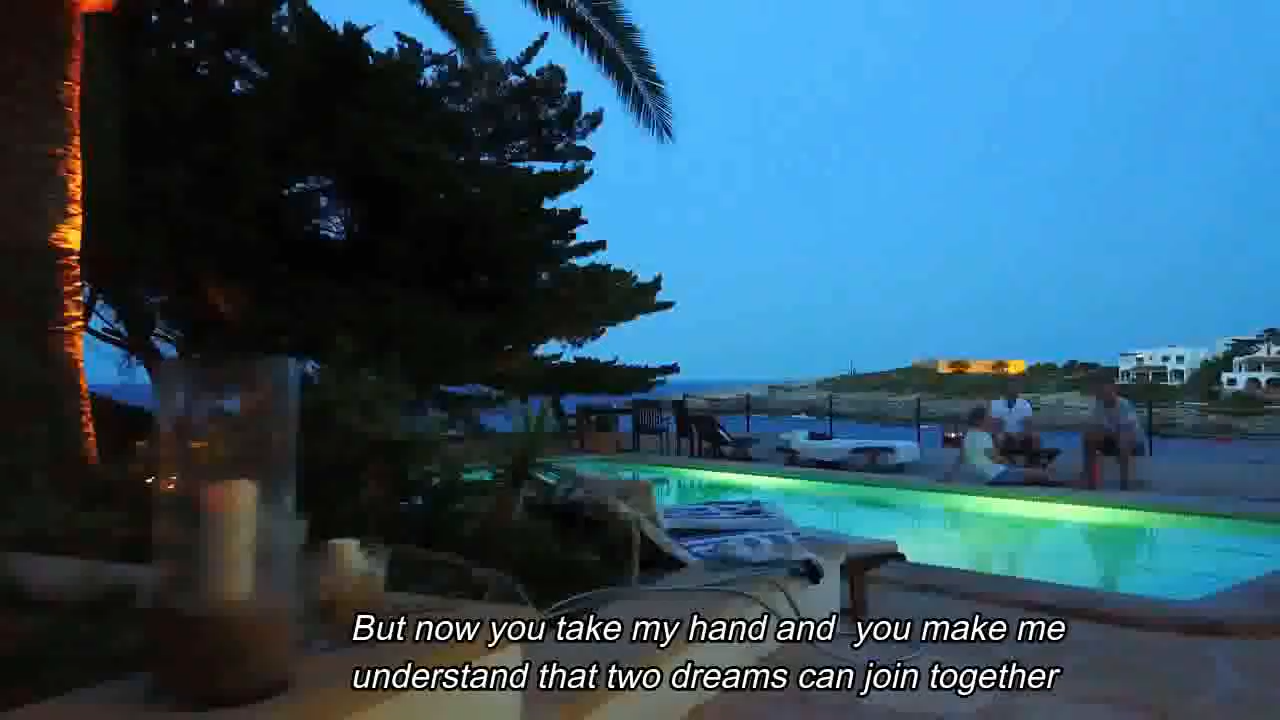 But now you take my hand and  you make me
understand that two dreams can join together